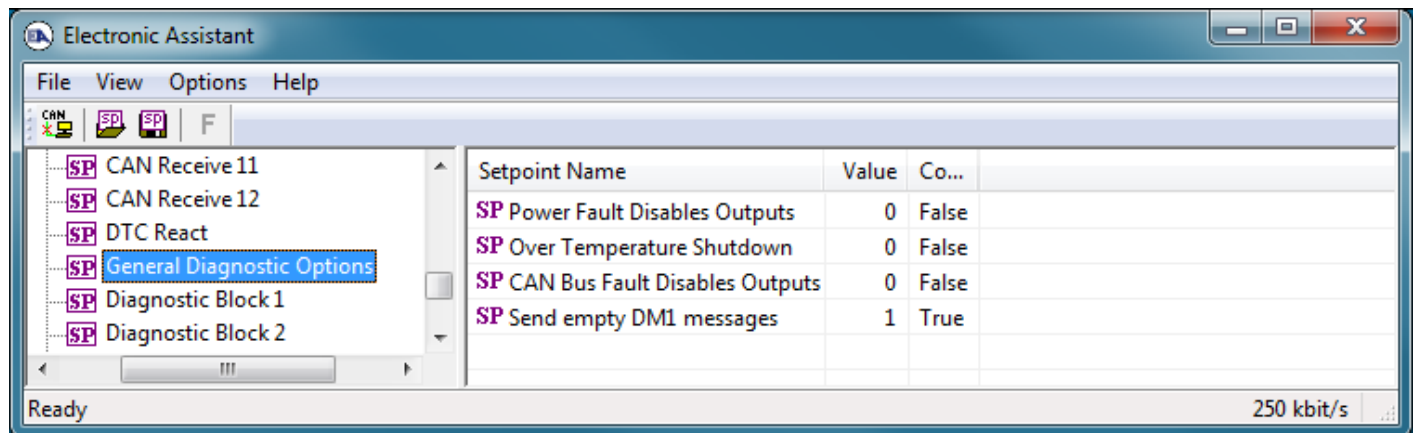 EA Electronic Assistant
File View Options Help
CAN SP SP F
SP CAN Receive 11
SP CAN Receive 12
SP DTC React
SP General Diagnostic Options
SP Diagnostic Block 1
SP Diagnostic Block 2
Setpoint Name Value Co...
SP Power Fault Disables Outputs 0 False
SP Over Temperature Shutdown 0 False
SP CAN Bus Fault Disables Outputs 0 False
SP Send empty DM1 messages 1 True
Ready 250 kbit/s